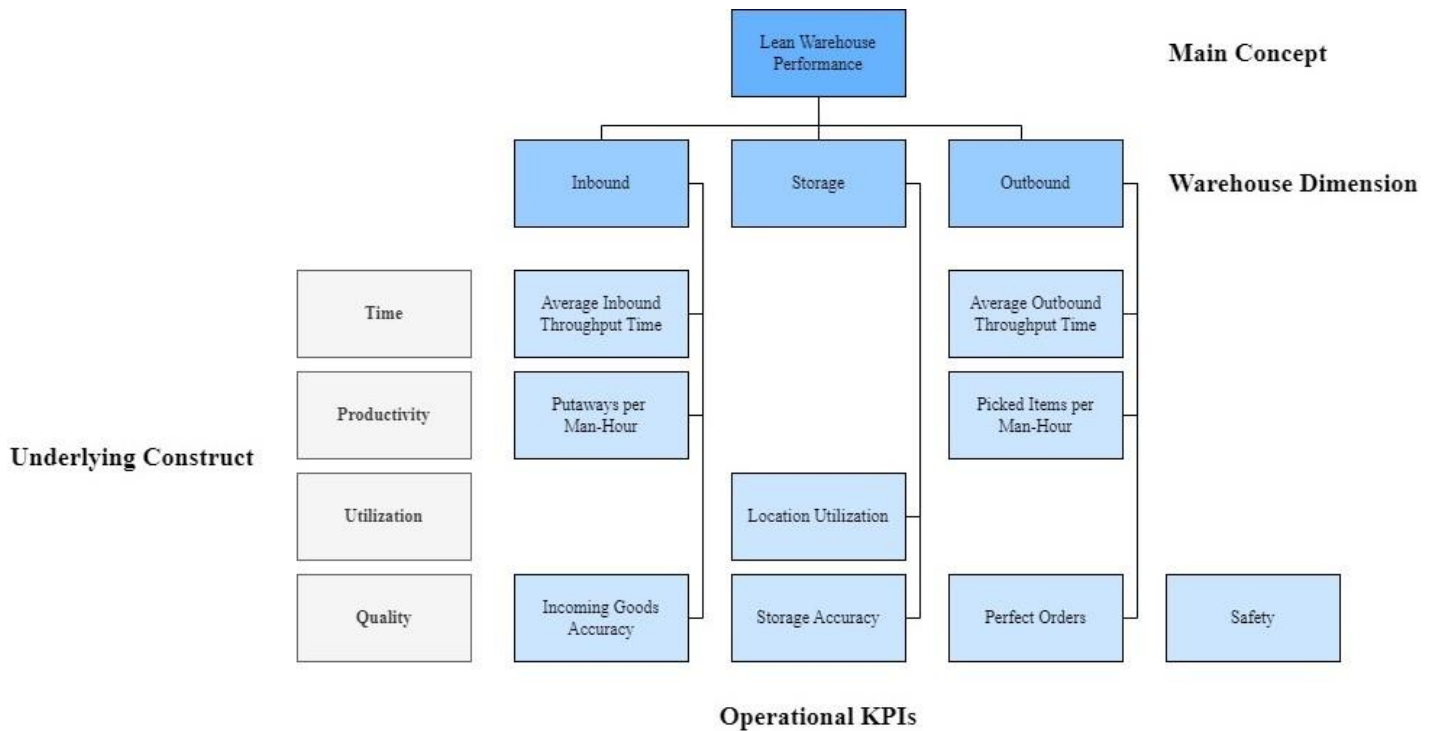 Lean Warehouse
Performance
Main Concept
Inbound
Storage
Outbound
Warehouse Dimension
Time
Average Inbound
Throughput Time
Average Outbound
Throughput Time
Productivity
Putaways per
Man-Hour
Picked Items per
Man-Hour
Underlying Construct
Utilization
Location Utilization
Quality
Incoming Goods
Accuracy
Storage Accuracy
Perfect Orders
Safety
Operational KPIs